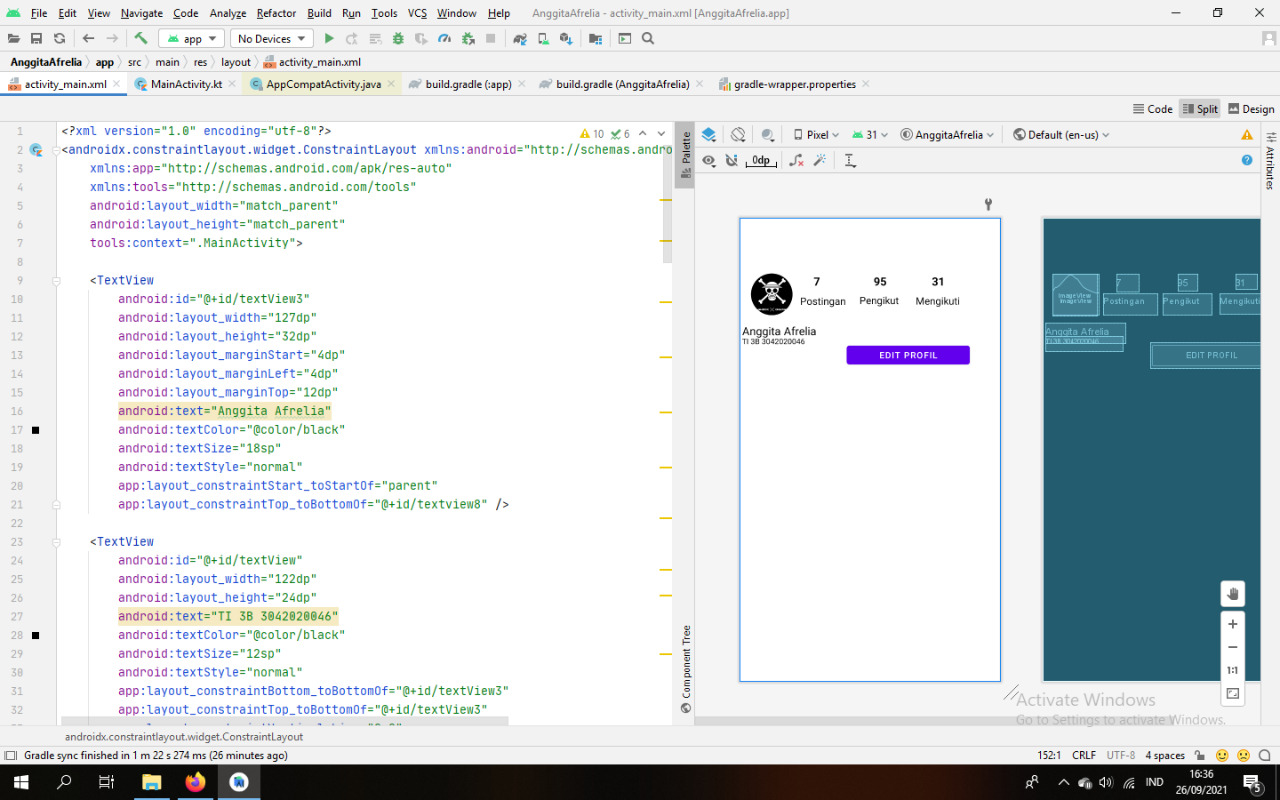 File Edit View Navigate Code Analyze Refactor Build Run Tools VCS Window Help AnggitaAfrelia - activity_main.xml [AnggitaAfrelia.app]
app No Devices
AnggitaAfrelia app src main res layout activity_main.xml
activity_main.xml MainActivity.kt AppCompatActivity.java build.gradle (:app) build.gradle (AnggitaAfrelia) gradle-wrapper.properties
Code Split Design
1 <?xml version="1.0" encoding="utf-8"?>
10 6
2 <androidx.constraintlayout.widget.ConstraintLayout xmlns:android="http://schemas.andro
3 xmlns:app="http://schemas.android.com/apk/res-auto"
4 xmlns:tools="http://schemas.android.com/tools"
5 android:layout_width="match_parent"
6 android:layout_height="match_parent"
7 tools:context=".MainActivity">
8
9 <TextView
10 android:id="@+id/textView3"
11 android:layout_width="127dp"
12 android:layout_height="32dp"
13 android:layout_marginStart="4dp"
14 android:layout_marginLeft="4dp"
15 android:layout_marginTop="12dp"
16 android:text="Anggita Afrelia"
17 android:textColor="@color/black"
18 android:textSize="18sp"
19 android:textStyle="normal"
20 app:layout_constraintStart_toStartOf="parent"
21 app:layout_constraintTop_toBottomOf="@+id/textview8" />
22
23 <TextView
24 android:id="@+id/textView"
25 android:layout_width="122dp"
26 android:layout_height="24dp"
27 android:text="TI 3B 3042020046"
28 android:textColor="@color/black"
29 android:textSize="12sp"
30 android:textStyle="normal"
31 app:layout_constraintBottom_toBottomOf="@+id/textView3"
32 app:layout_constraintTop_toBottomOf="@+id/textView3"
Palette
Component Tree
Pixel 31 AnggitaAfrelia Default (en-us)
0dp
Attributes
7 95 31
Postingan Pengikut Mengikuti
Anggita Afrelia
TI 3B 3042020046
EDIT PROFIL
7 95 31
ImageView
ImageView
Postingan Pengikut Mengikuti
Anggita Afrelia
TI 3B 3042020046
EDIT PROFIL
1:1
Activate Windows
Go to Settings to activate Windows.
androidx.constraintlayout.widget.ConstraintLayout
Gradle sync finished in 1 m 22 s 274 ms (26 minutes ago) 152:1 CRLF UTF-8 4 spaces
IND
16:36
26/09/2021
5